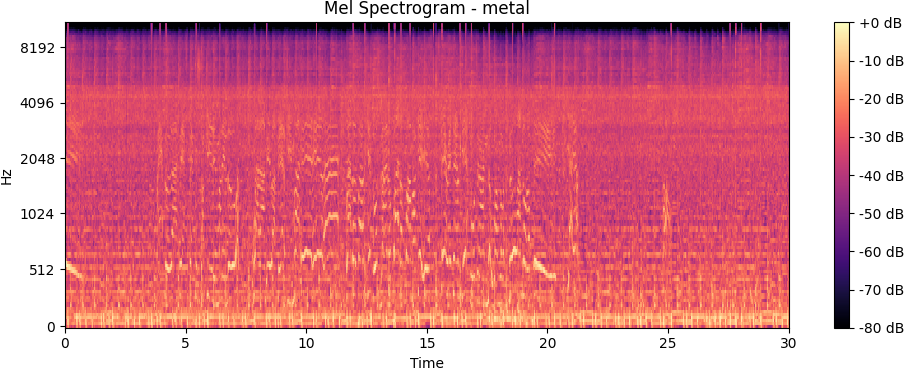 Mel Spectrogram - metal
Hz
8192
4096
2048
1024
512
0
0 5 10 15 20 25 30
Time
+0 dB
-10 dB
-20 dB
-30 dB
-40 dB
-50 dB
-60 dB
-70 dB
-80 dB